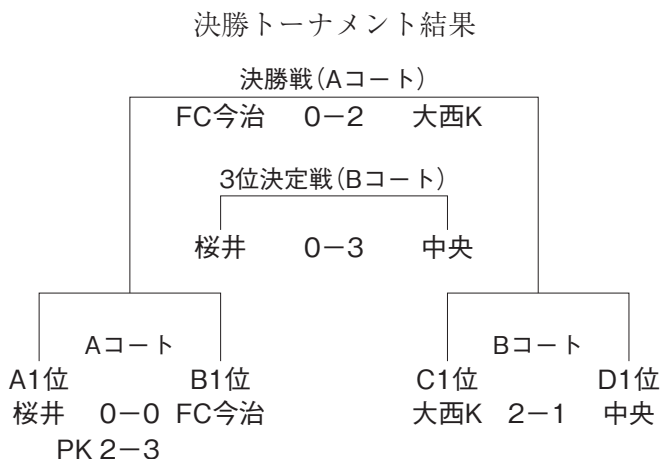 決勝トーナメント結果
決勝戦(Aコート)
FC今治 0−2 大西K
3位決定戦(Bコート)
桜井 0−3 中央
Aコート Bコート
A1位 B1位 C1位 D1位
桜井 0−0 FC今治 大西K 2−1 中央
PK 2−3